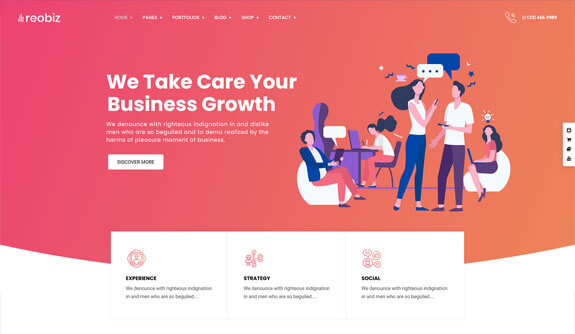 reobiz
HOME +
PAGES +
PORTFOLIOS +
BLOG +
SHOP +
CONTACT +
(+123) 456-9989
We Take Care Your
Business Growth
We denounce with righteous indignation in and dislike
men who are so beguiled and to demo realized by the
harms of pleasure moment of business.
DISCOVER MORE
EXPERIENCE
We denounce with righteous indignation
in and men who are so beguiled....
STRATEGY
We denounce with righteous indignation
in and men who are so beguiled....
SOCIAL
We denounce with righteous indignation
in and men who are so beguiled....